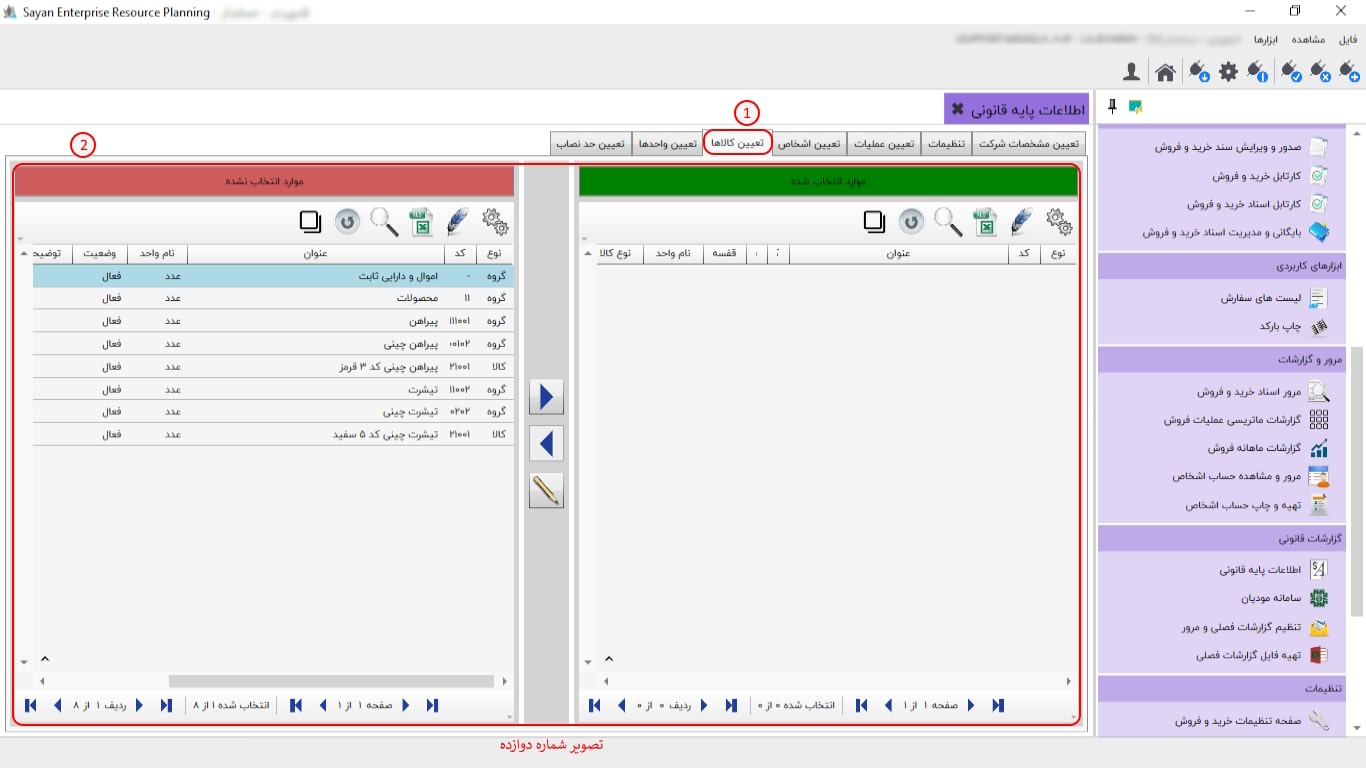 Sayan Enterprise Resource Planning
فایل مشاهده ابزارها
اطلاعات پایه قانونی
1
2
تعیین مشخصات شرکت تنظیمات تعیین عملیات تعیین اشخاص تعیین کالاها تعیین واحدها تعیین حد نصاب
موارد انتخاب شده
نوع کد عنوان قفسه نام واحد نوع کالا
صفحه ۱ از ۱ انتخاب شده ۰ از ۰ ردیف ۰ از ۰
موارد انتخاب نشده
نوع کد عنوان نام واحد وضعیت توضیح
گروه - اموال و دارایی ثابت عدد فعال
گروه ۱۱ محصولات عدد فعال
گروه ۱۱۱۰۰۱ پیراهن عدد فعال
گروه ۰۰۱۰۲ پیراهن چینی عدد فعال
کالا ۲۱۰۰۱ پیراهن چینی کد ۳ قرمز عدد فعال
گروه ۱۱۰۰۲ تیشرت عدد فعال
گروه ۰۲۰۲ تیشرت چینی عدد فعال
کالا ۲۱۰۰۱ تیشرت چینی کد ۵ سفید عدد فعال
صفحه ۱ از ۱ انتخاب شده ۱ از ۸ ردیف ۱ از ۸
صدور و ویرایش سند خرید و فروش
کارتابل خرید و فروش
کارتابل اسناد خرید و فروش
بایگانی و مدیریت اسناد خرید و فروش
ابزارهای کاربردی
لیست های سفارش
چاپ بارکد
مرور و گزارشات
مرور اسناد خرید و فروش
گزارشات ماتریسی عملیات فروش
گزارشات ماهانه فروش
مرور و مشاهده حساب اشخاص
تهیه و چاپ حساب اشخاص
گزارشات قانونی
اطلاعات پایه قانونی
سامانه مودیان
تنظیم گزارشات فصلی و مرور
تهیه فایل گزارشات فصلی
تنظیمات
صفحه تنظیمات خرید و فروش
تصویر شماره دوازده